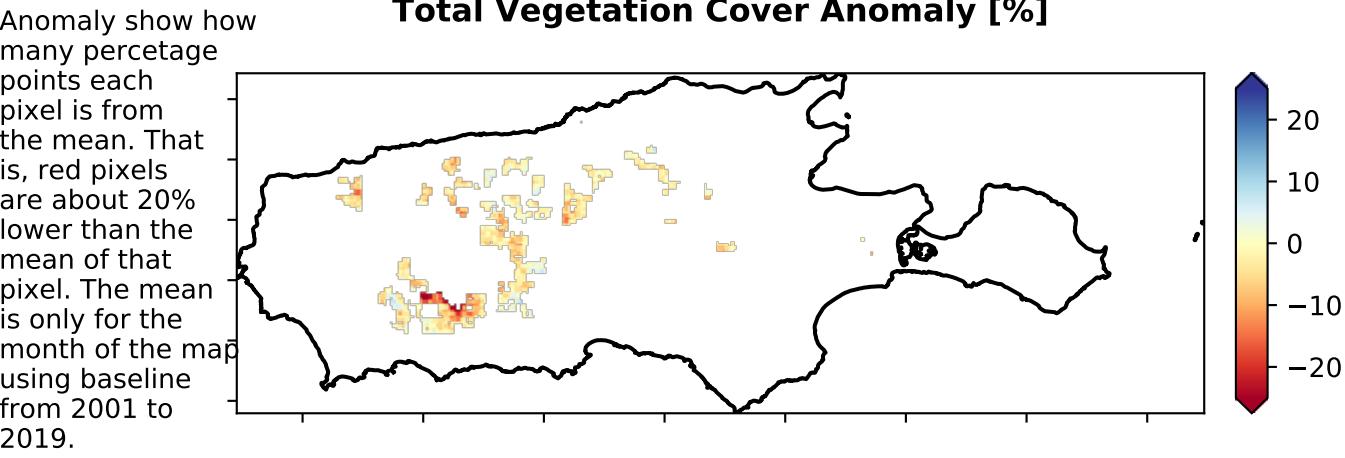 Total Vegetation Cover Anomaly [%]
Anomaly show how
many percetage
points each
pixel is from
the mean. That
is, red pixels
are about 20%
lower than the
mean of that
pixel. The mean
is only for the
month of the map
using baseline
from 2001 to
2019.
20
10
0
−10
−20